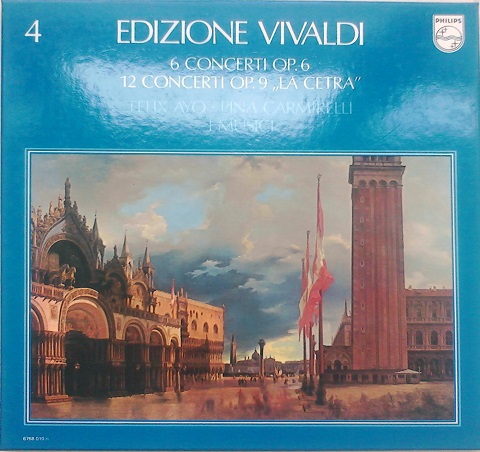 4
EDIZIONE VIVALDI
PHILIPS
6 CONCERTI OP. 6
12 CONCERTI OP. 9 „LA CETRA”
FELIX AYO · PINA CARMIRELLI
I MUSICI